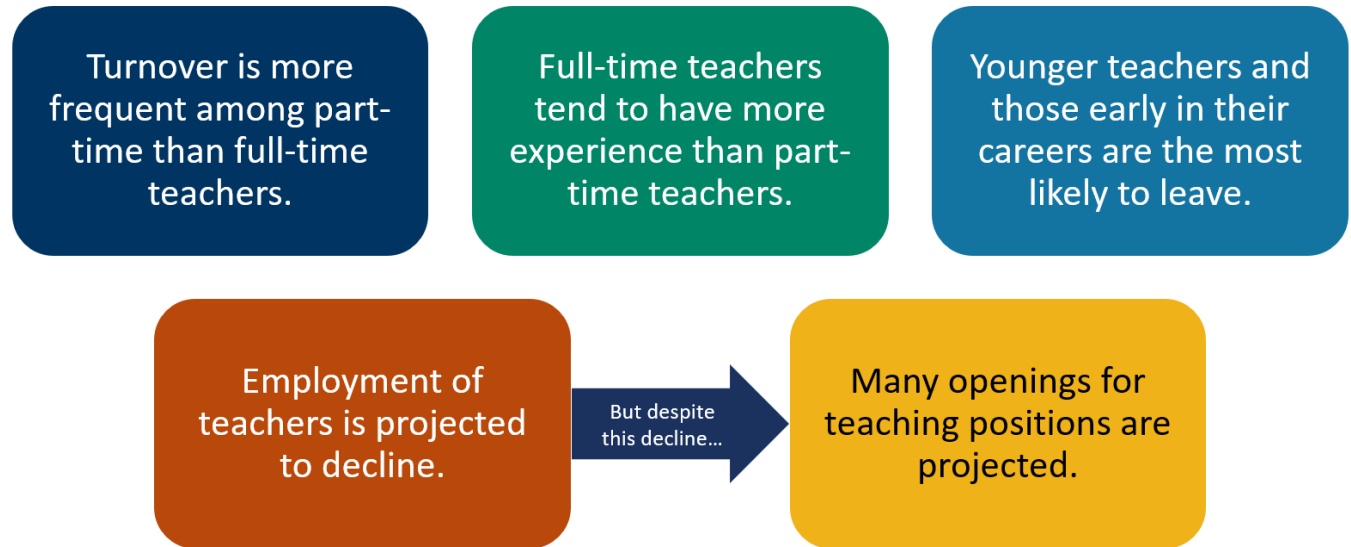 Turnover is more
frequent among part-
time than full-time
teachers.
Full-time teachers
tend to have more
experience than part-
time teachers.
Younger teachers and
those early in their
careers are the most
likely to leave.
Employment of
teachers is projected
to decline.
But despite
this decline…
Many openings for
teaching positions are
projected.